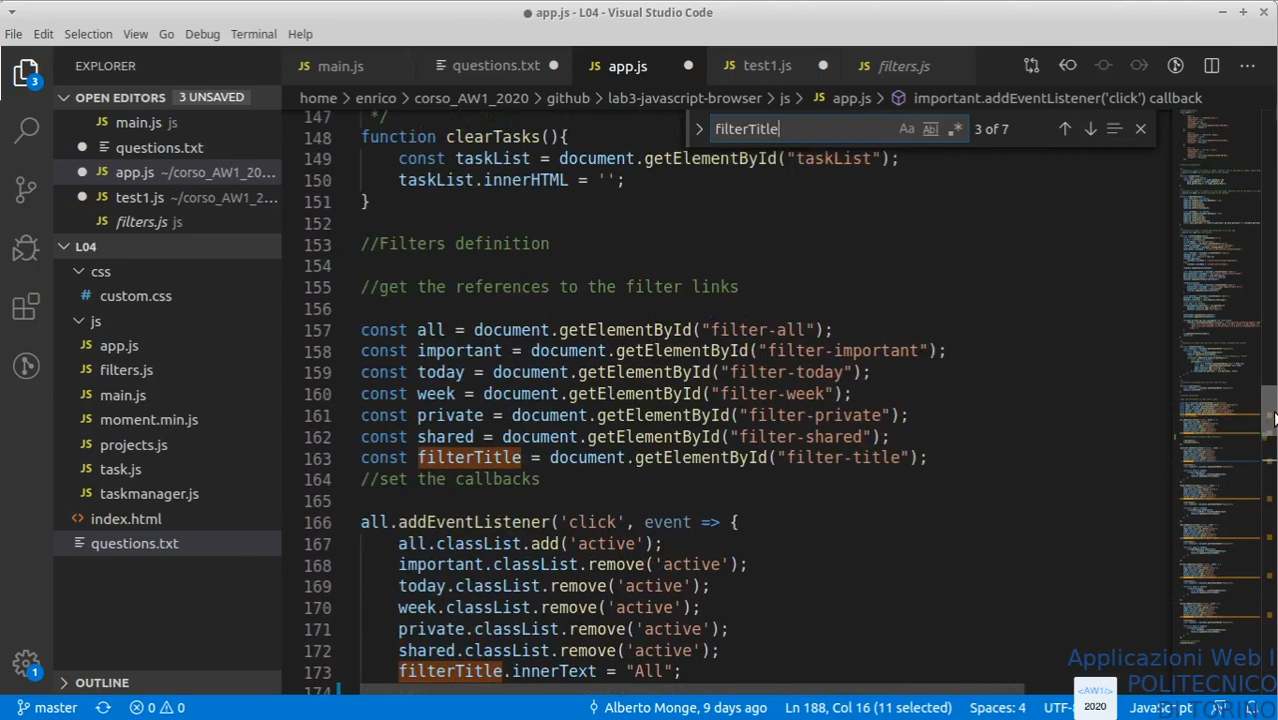 app.js - L04 - Visual Studio Code
File Edit Selection View Go Debug Terminal Help
EXPLORER
main.js
questions.txt
app.js
test1.js
filters.js
OPEN EDITORS 3 UNSAVED
home > enrico > corso_AW1_2020 > github > lab3-javascript-browser > js > app.js > important.addEventListener('click') callback
3
main.js js
questions.txt
app.js ~/corso_AW1_20...
test1.js ~/corso_AW1_2...
filters.js js
L04
css
custom.css
js
app.js
filters.js
main.js
moment.min.js
projects.js
task.js
taskmanager.js
index.html
questions.txt
OUTLINE
1
filterTitle Aa Abl .* 3 of 7
147 */
148 function clearTasks(){
149 const taskList = document.getElementById("taskList");
150 taskList.innerHTML = '';
151 }
152
153 //Filters definition
154
155 //get the references to the filter links
156
157 const all = document.getElementById("filter-all");
158 const important = document.getElementById("filter-important");
159 const today = document.getElementById("filter-today");
160 const week = document.getElementById("filter-week");
161 const private = document.getElementById("filter-private");
162 const shared = document.getElementById("filter-shared");
163 const filterTitle = document.getElementById("filter-title");
164 //set the callbacks
165
166 all.addEventListener('click', event => {
167 all.classList.add('active');
168 important.classList.remove('active');
169 today.classList.remove('active');
170 week.classList.remove('active');
171 private.classList.remove('active');
172 shared.classList.remove('active');
173 filterTitle.innerText = "All";
174
Applicazioni Web I
POLITECNICO
DI TORINO
<AW1/>
2020
master 0 0 Alberto Monge, 9 days ago Ln 188, Col 16 (11 selected) Spaces: 4 JavaScript